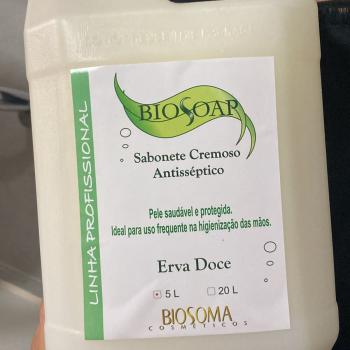 BIOSOAP
Sabonete Cremoso
Antisséptico
LINHA PROFISSIONAL
Pele saudável e protegida.
Ideal para uso frequente na higienização das mãos.
Erva Doce
5 L 20 L
BIOSOMA
COSMÉTICOS